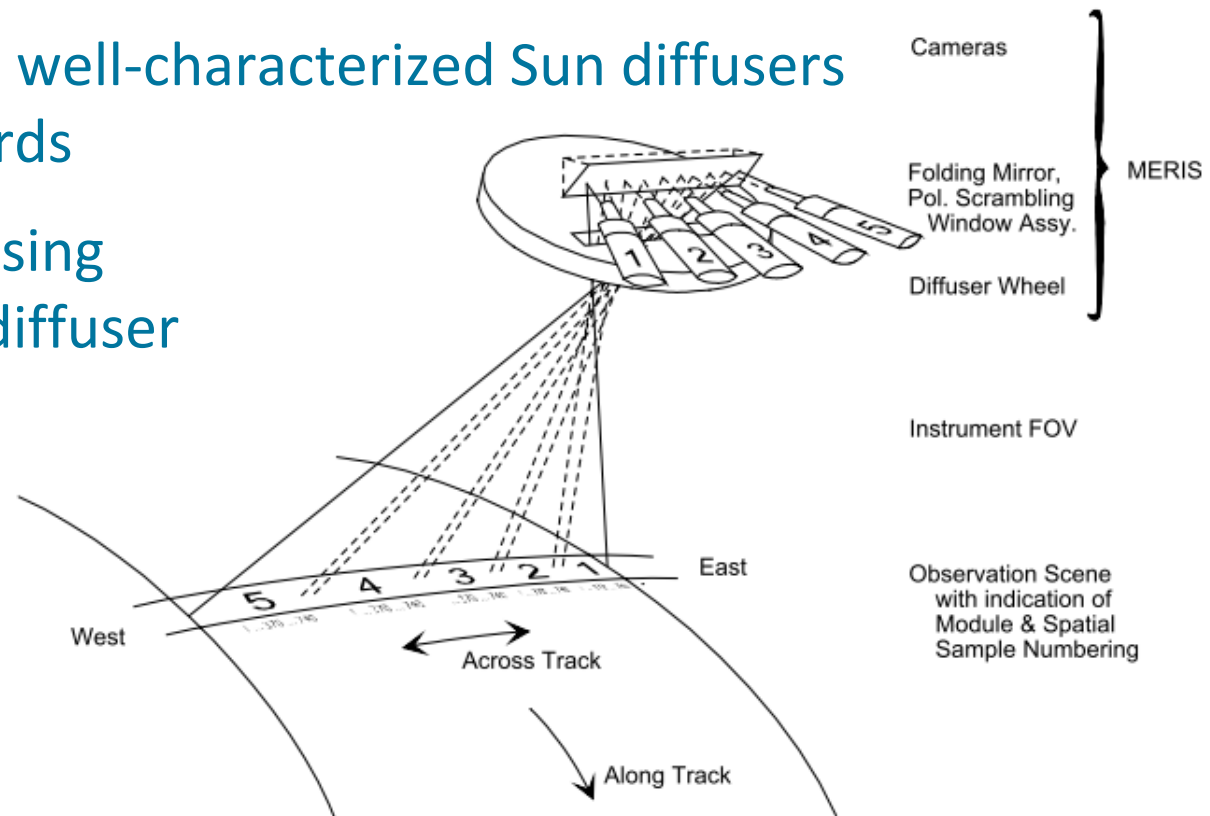 well-characterized Sun diffusers
rds
sing
diffuser
Cameras
Folding Mirror,
Pol. Scrambling
Window Assy.
MERIS
Diffuser Wheel
1 2 3 4 5
Instrument FOV
5 4 3 2 1
East
West
Across Track
Observation Scene
with indication of
Module & Spatial
Sample Numbering
Along Track